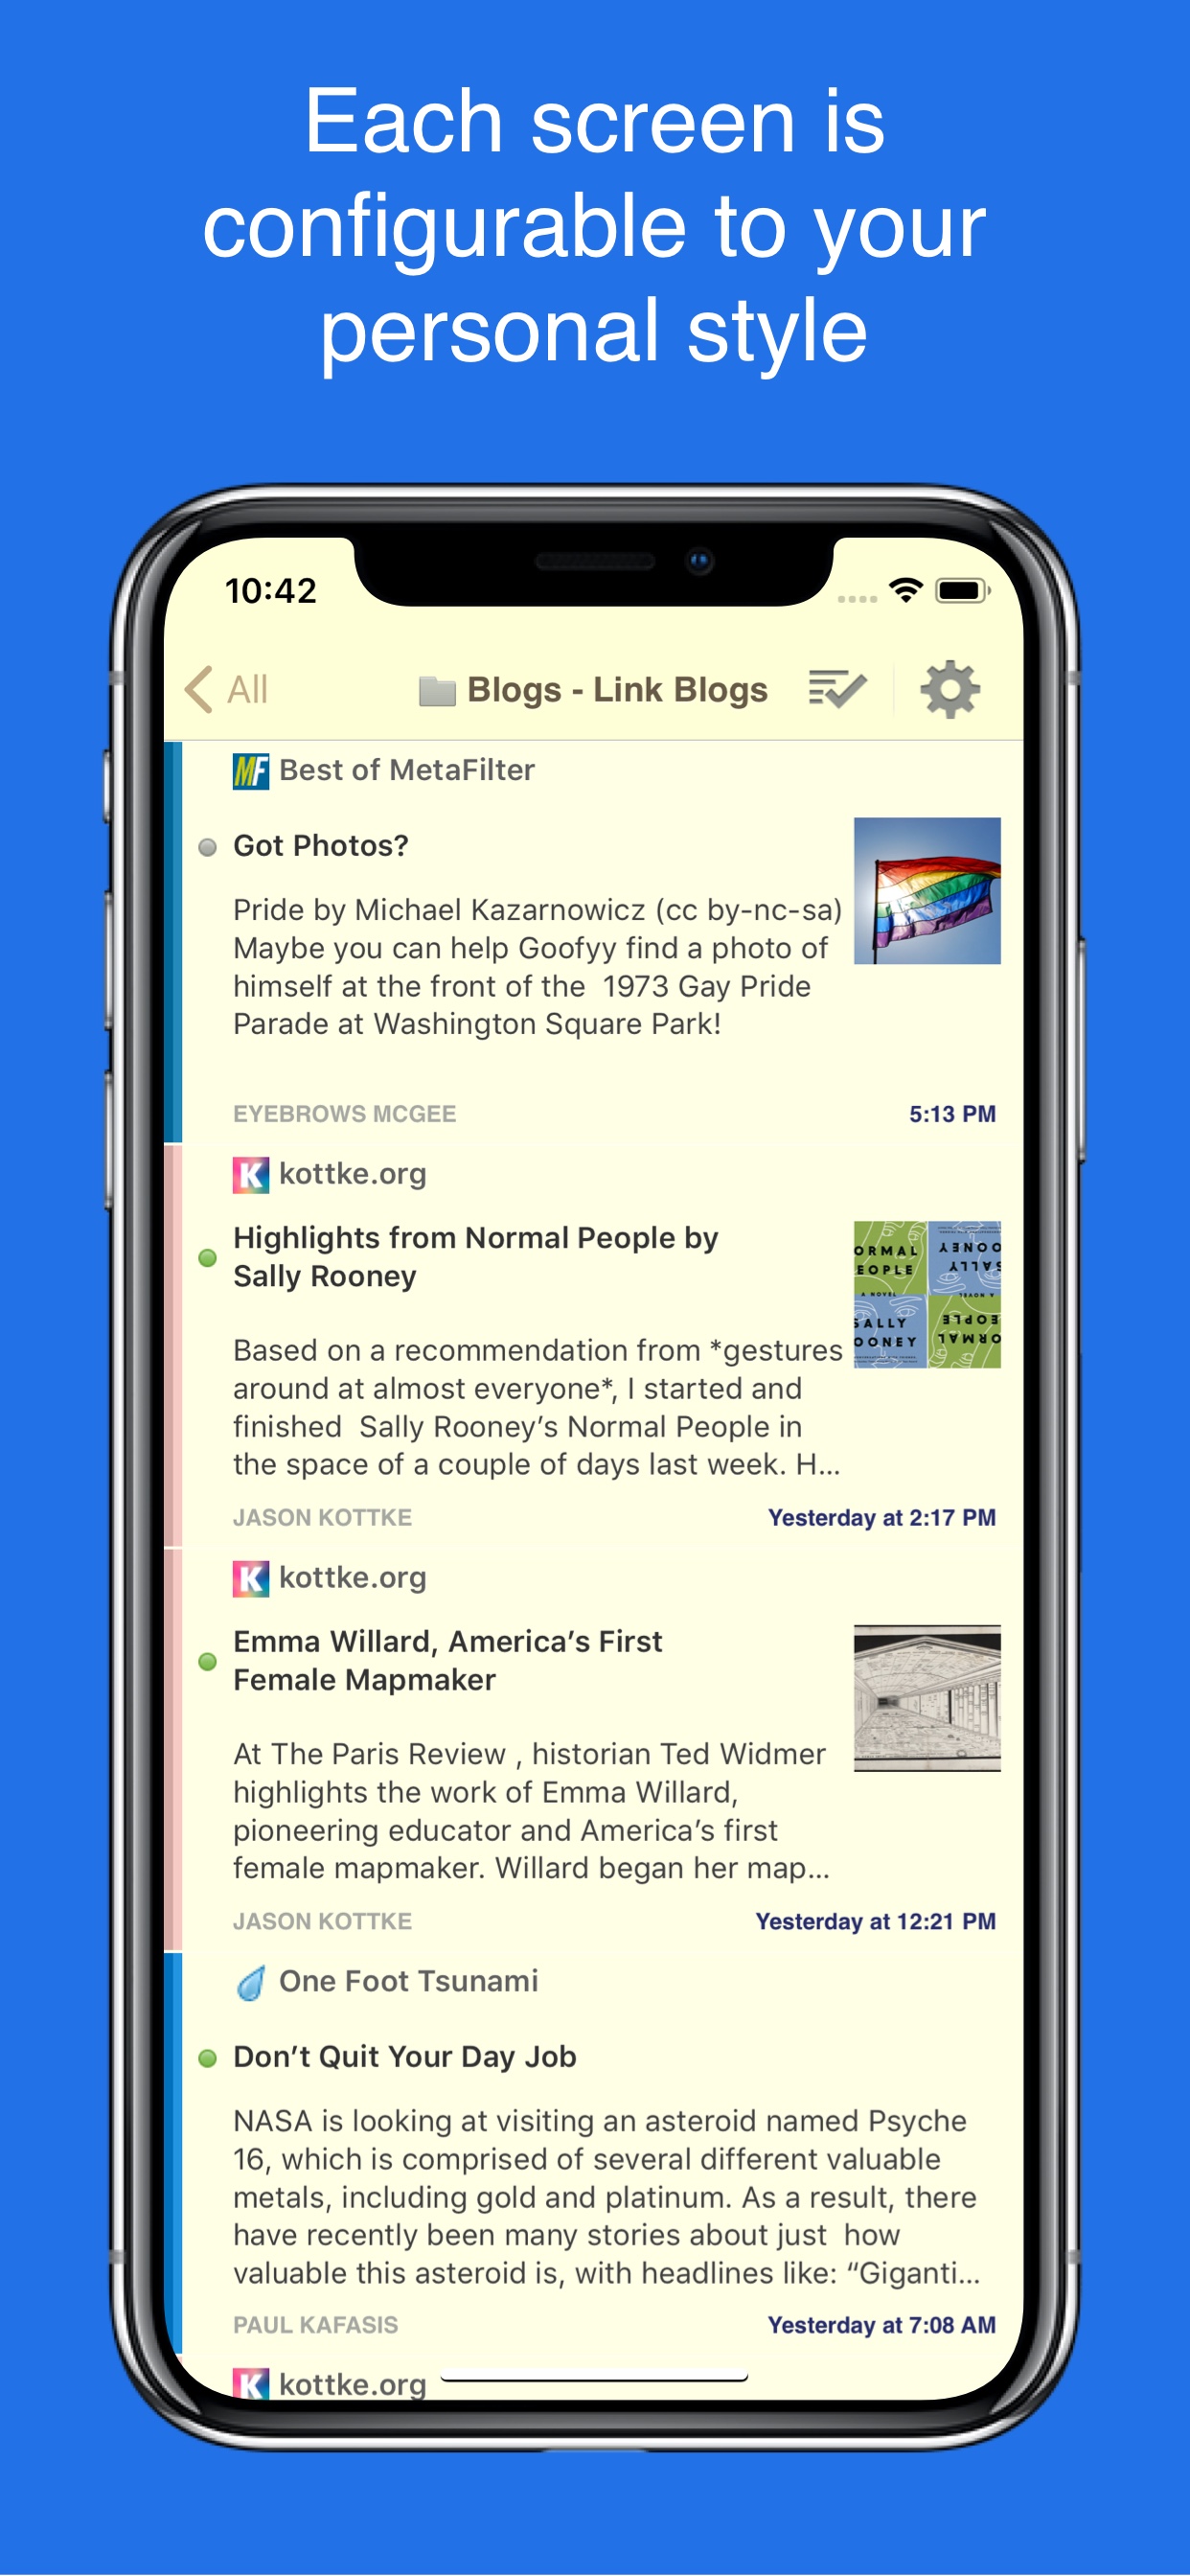 Each screen is
configurable to your
personal style
10:42
All
Blogs - Link Blogs
MF Best of MetaFilter
Got Photos?
Pride by Michael Kazarnowicz (cc by-nc-sa)
Maybe you can help Goofyy find a photo of
himself at the front of the  1973 Gay Pride
Parade at Washington Square Park!
EYEBROWS MCGEE
5:13 PM
K kottke.org
Highlights from Normal People by
Sally Rooney
ORMAL
EOPLE
A NOVEL
SALLY
OONEY
Based on a recommendation from *gestures
around at almost everyone*, I started and
finished  Sally Rooney’s Normal People in
the space of a couple of days last week. H...
JASON KOTTKE
Yesterday at 2:17 PM
K kottke.org
Emma Willard, America’s First
Female Mapmaker
At The Paris Review , historian Ted Widmer
highlights the work of Emma Willard,
pioneering educator and America’s first
female mapmaker. Willard began her map...
JASON KOTTKE
Yesterday at 12:21 PM
One Foot Tsunami
Don’t Quit Your Day Job
NASA is looking at visiting an asteroid named Psyche
16, which is comprised of several different valuable
metals, including gold and platinum. As a result, there
have recently been many stories about just  how
valuable this asteroid is, with headlines like: “Giganti...
PAUL KAFASIS
Yesterday at 7:08 AM
K kottke.org